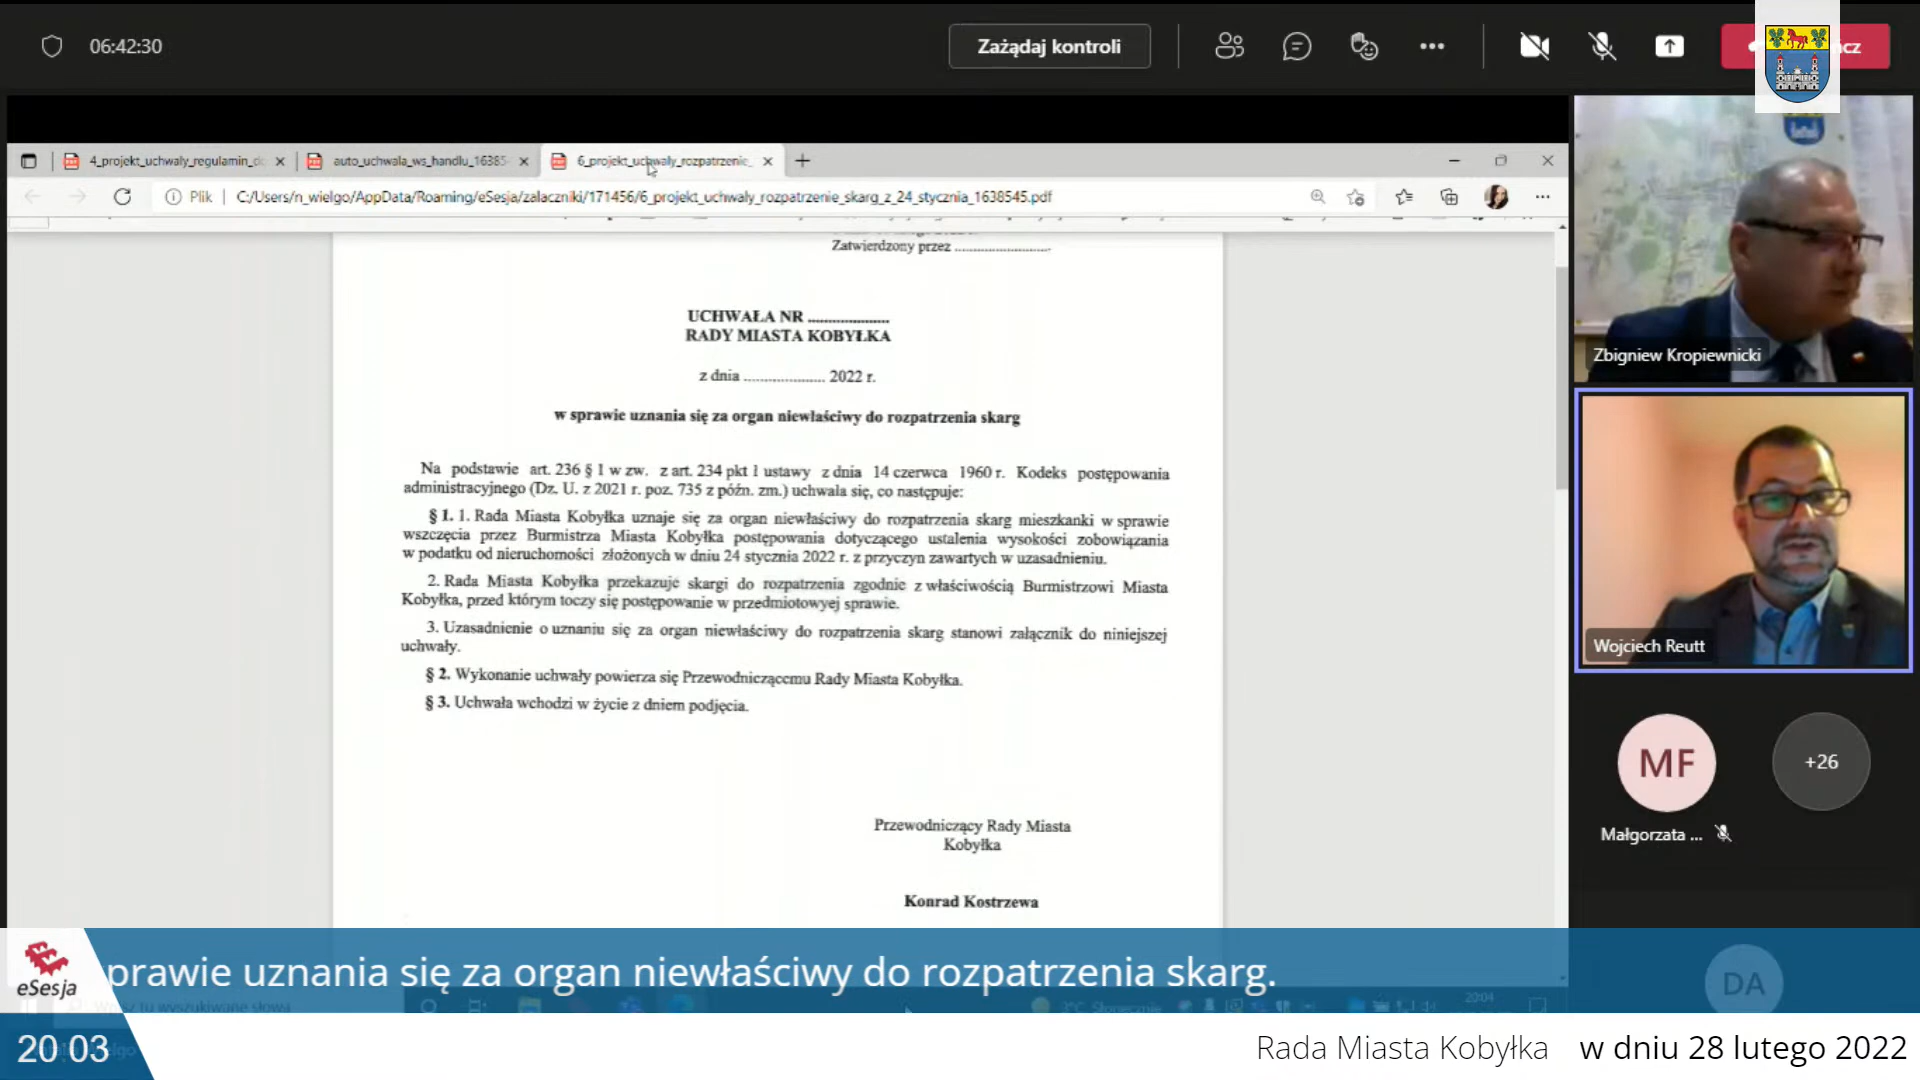 06:42:30
Zażądaj kontroli
4_projekt_uchwaly_regulamin_d
auto_uchwala_ws_handlu_16385
6_projekt_uchwaly_rozpatrzenie_
Plik
C:/Users/n_wielgo/AppData/Roaming/eSesja/zalaczniki/171456/6_projekt_uchwaly_rozpatrzenie_skarg_z_24_stycznia_1638545.pdf
Zatwierdzony przez ............................
UCHWAŁA NR .....................
RADY MIASTA KOBYŁKA
z dnia ..................... 2022 r.
w sprawie uznania się za organ niewłaściwy do rozpatrzenia skarg
Na podstawie art. 236 § 1 w zw. z art. 234 pkt 1 ustawy z dnia 14 czerwca 1960 r. Kodeks postępowania
administracyjnego (Dz. U. z 2021 r. poz. 735 z późn. zm.) uchwala się, co następuje:
§ 1. 1. Rada Miasta Kobyłka uznaje się za organ niewłaściwy do rozpatrzenia skarg mieszkanki w sprawie
wszczęcia przez Burmistrza Miasta Kobyłka postępowania dotyczącego ustalenia wysokości zobowiązania
w podatku od nieruchomości złożonych w dniu 24 stycznia 2022 r. z przyczyn zawartych w uzasadnieniu.
2. Rada Miasta Kobyłka przekazuje skargi do rozpatrzenia zgodnie z właściwością Burmistrzowi Miasta
Kobyłka, przed którym toczy się postępowanie w przedmiotowyej sprawie.
3. Uzasadnienie o uznaniu się za organ niewłaściwy do rozpatrzenia skarg stanowi załącznik do niniejszej
uchwały.
§ 2. Wykonanie uchwały powierza się Przewodniczącemu Rady Miasta Kobyłka.
§ 3. Uchwała wchodzi w życie z dniem podjęcia.
Przewodniczący Rady Miasta
Kobyłka
Konrad Kostrzewa
Zbigniew Kropiewnicki
Wojciech Reutt
MF
+26
Małgorzata ...
DA
eSesja
prawie uznania się za organ niewłaściwy do rozpatrzenia skarg.
20:04
20:03
Rada Miasta Kobyłka w dniu 28 lutego 2022